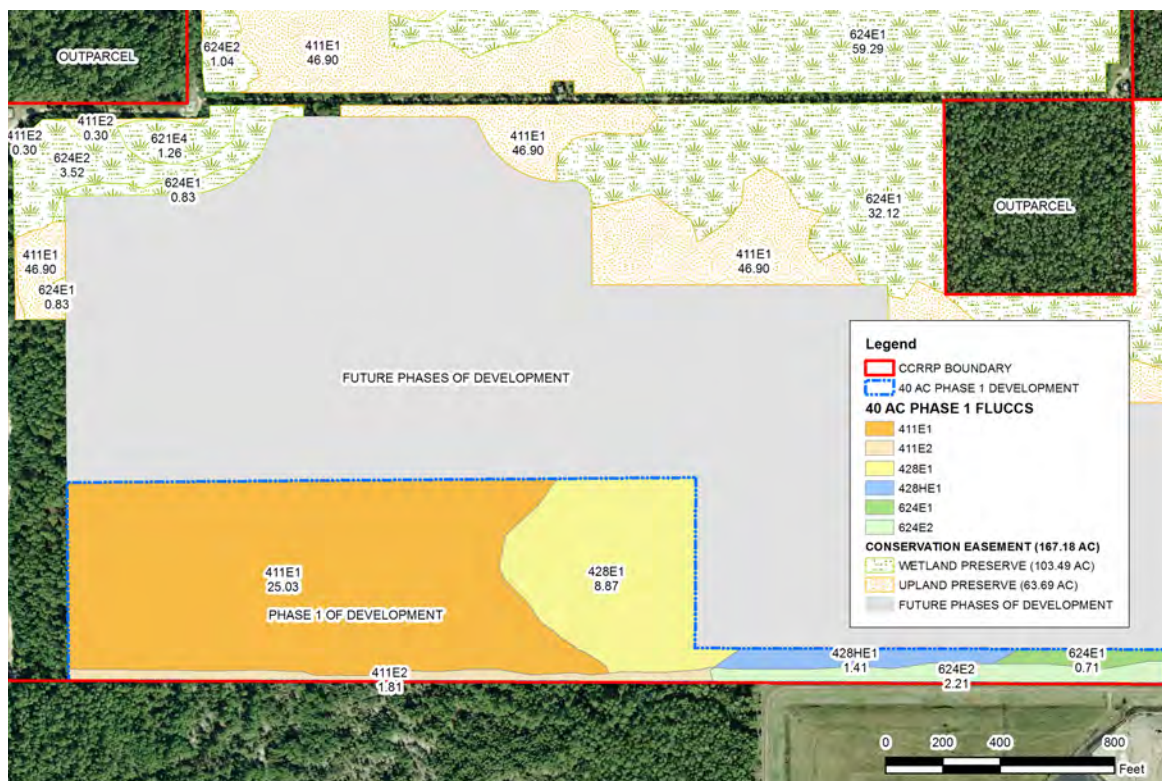 OUTPARCEL
624E2
1.04
411E1
46.90
624E1
59.29
411E2
0.30
411E2
0.30
621E4
1.26
624E2
3.52
624E1
0.83
411E1
46.90
624E1
32.12
OUTPARCEL
411E1
46.90
624E1
0.83
411E1
46.90
FUTURE PHASES OF DEVELOPMENT
Legend
CCRRP BOUNDARY
40 AC PHASE 1 DEVELOPMENT
40 AC PHASE 1 FLUCCS
411E1
411E2
428E1
428HE1
624E1
624E2
CONSERVATION EASEMENT (167.18 AC)
WETLAND PRESERVE (103.49 AC)
UPLAND PRESERVE (63.69 AC)
FUTURE PHASES OF DEVELOPMENT
411E1
25.03
428E1
8.87
PHASE 1 OF DEVELOPMENT
411E2
1.81
428HE1
1.41
624E2
2.21
624E1
0.71
0 200 400 800
Feet